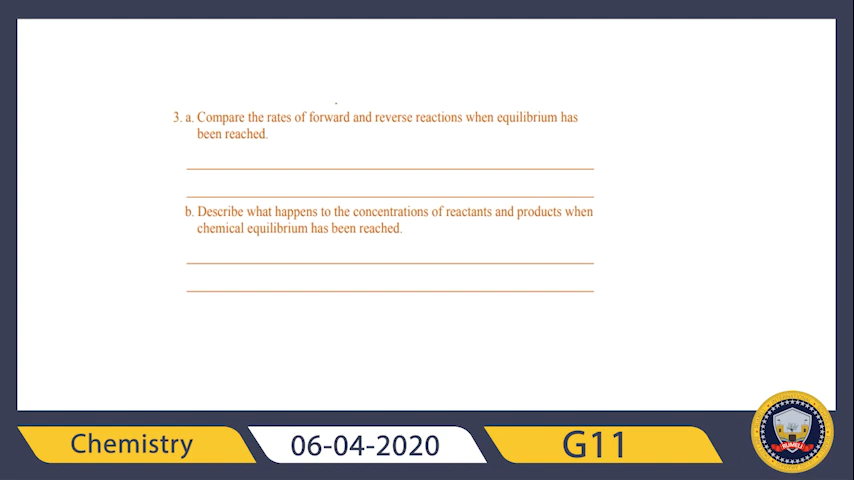 3. a. Compare the rates of forward and reverse reactions when equilibrium has
been reached.
b. Describe what happens to the concentrations of reactants and products when
chemical equilibrium has been reached.
Chemistry
06-04-2020
G11